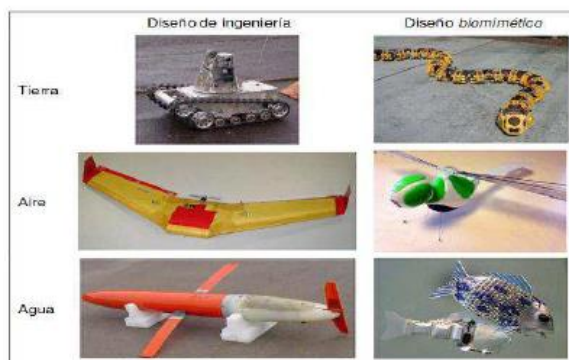 Diseño de ingeniería
Diseño biomimético
Tierra
Aire
Agua